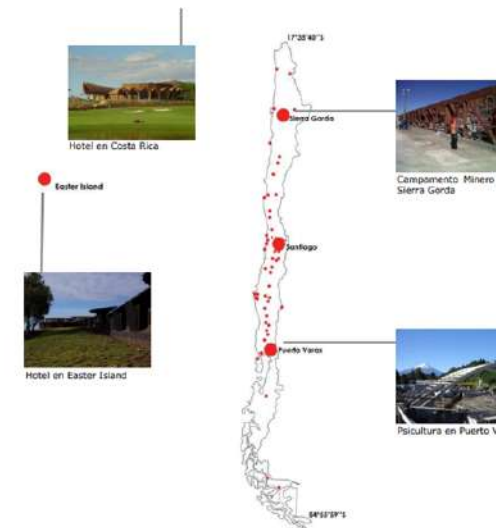 17°35'40''S
Hotel en Costa Rica
Sierra Gorda
Campamento Minero
Sierra Gorda
Easter Island
Santiago
Hotel en Easter Island
Puerto Varas
Psicultura en Puerto V
54°55'59''S